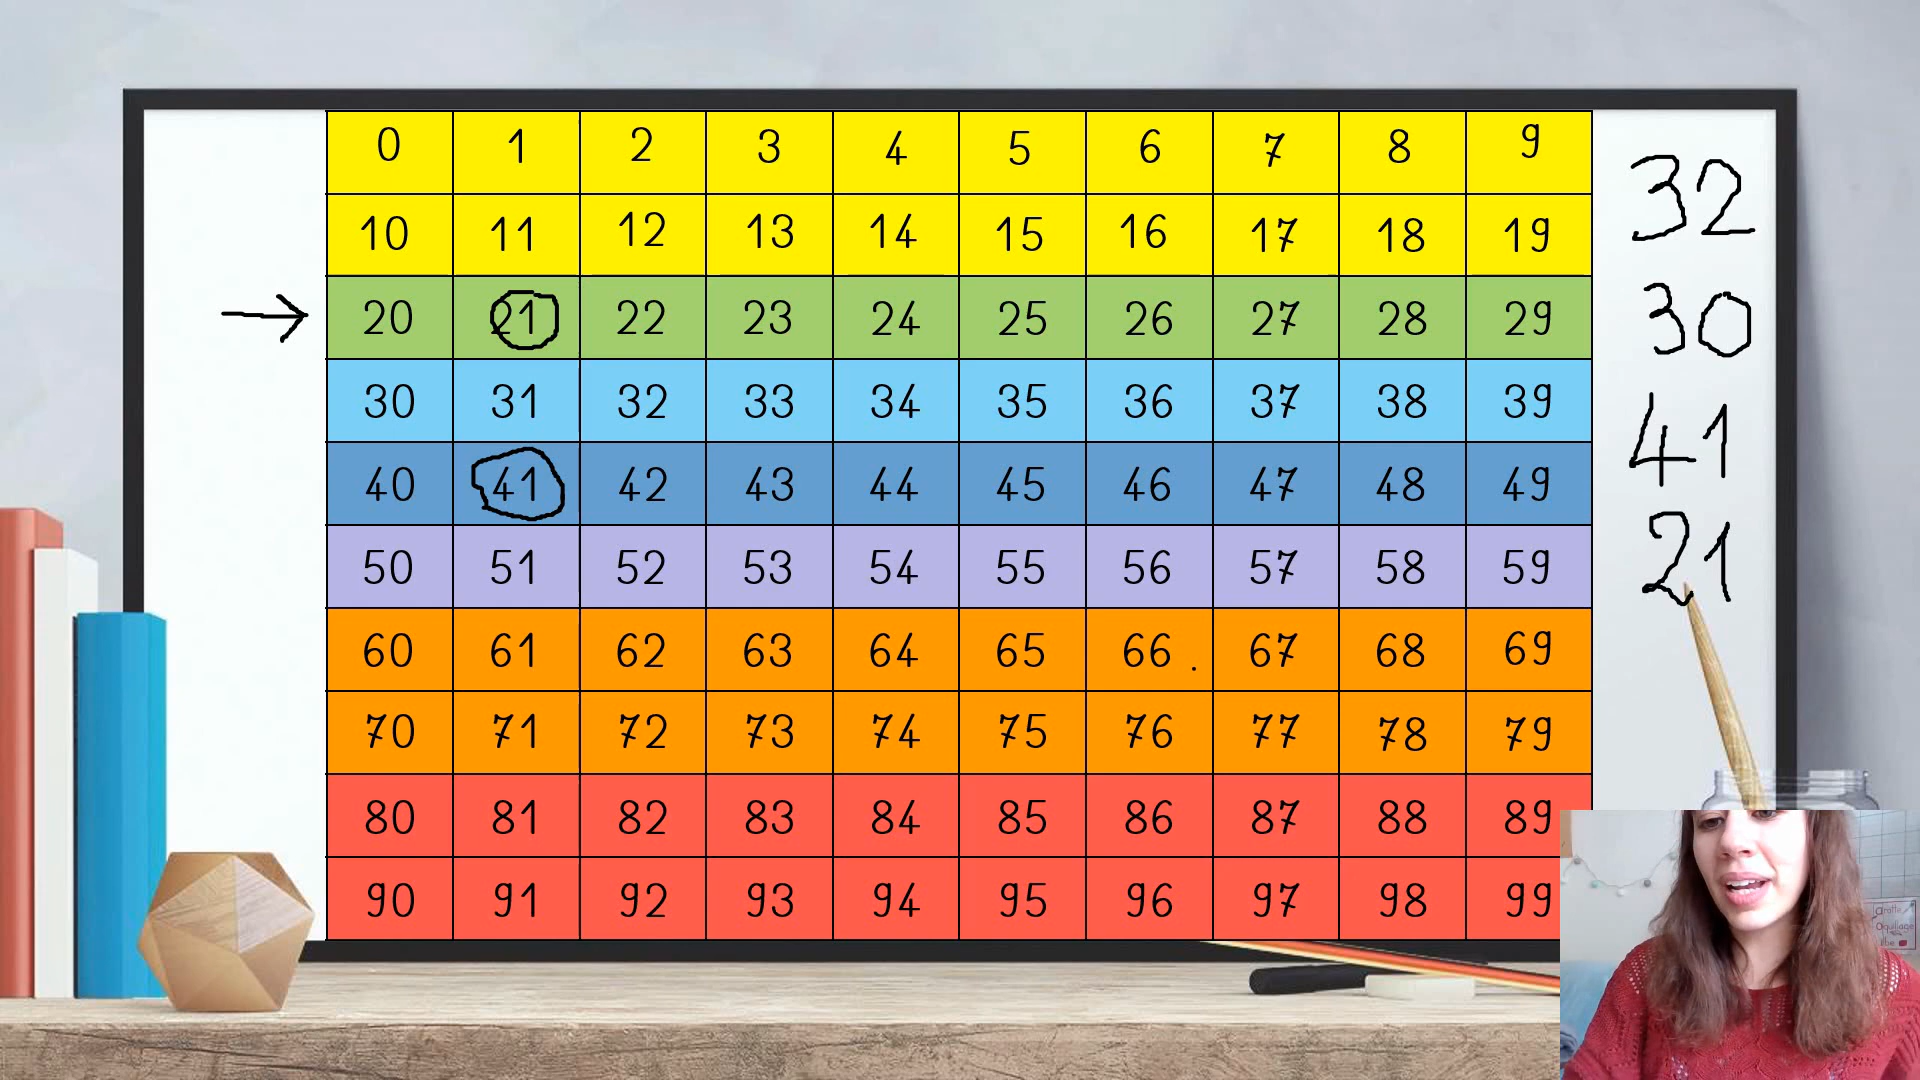 0 1 2 3 4 5 6 7 8 9
32
10 11 12 13 14 15 16 17 18 19
20 21 22 23 24 25 26 27 28 29
30
30 31 32 33 34 35 36 37 38 39
41
40 41 42 43 44 45 46 47 48 49
21
50 51 52 53 54 55 56 57 58 59
60 61 62 63 64 65 66 . 67 68 69
70 71 72 73 74 75 76 77 78 79
80 81 82 83 84 85 86 87 88 89
90 91 92 93 94 95 96 97 98 99